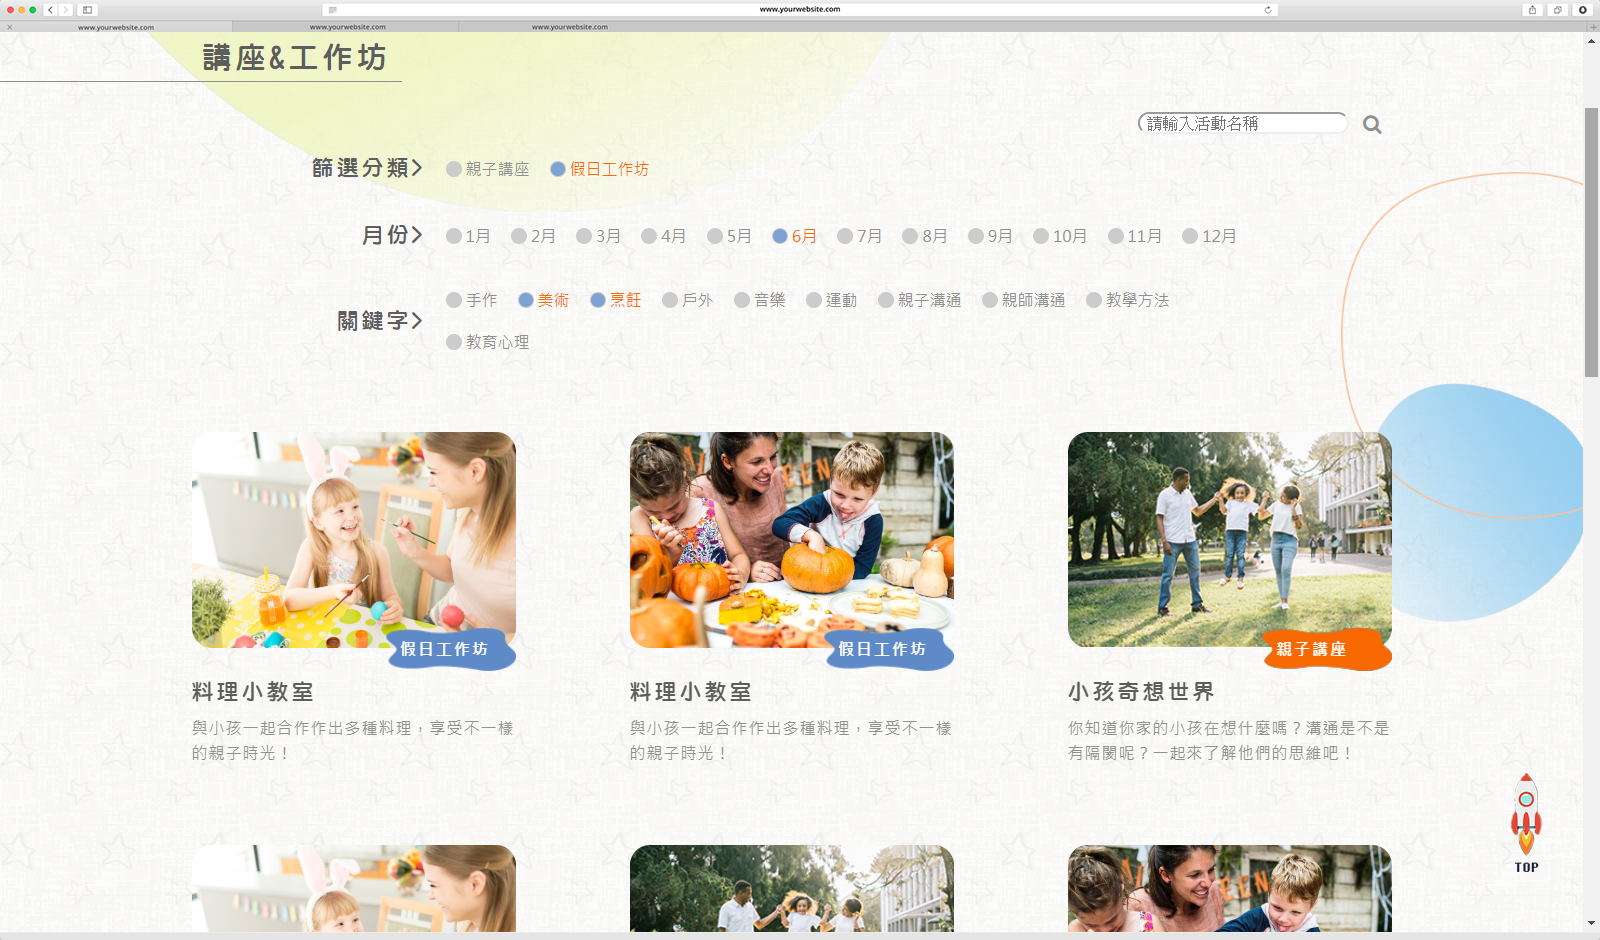 www.yourwebsite.com
www.yourwebsite.com
www.yourwebsite.com
www.yourwebsite.com
講座&工作坊
請輸入活動名稱
篩選分類
親子講座
假日工作坊
月份
1月
2月
3月
4月
5月
6月
7月
8月
9月
10月
11月
12月
關鍵字
手作
美術
烹飪
戶外
音樂
運動
親子溝通
親師溝通
教學方法
教育心理
假日工作坊
料理小教室
與小孩一起合作作出多種料理，享受不一樣
的親子時光！
假日工作坊
料理小教室
與小孩一起合作作出多種料理，享受不一樣
的親子時光！
親子講座
小孩奇想世界
你知道你家的小孩在想什麼嗎？溝通是不是
有隔閡呢？一起來了解他們的思維吧！
TOP